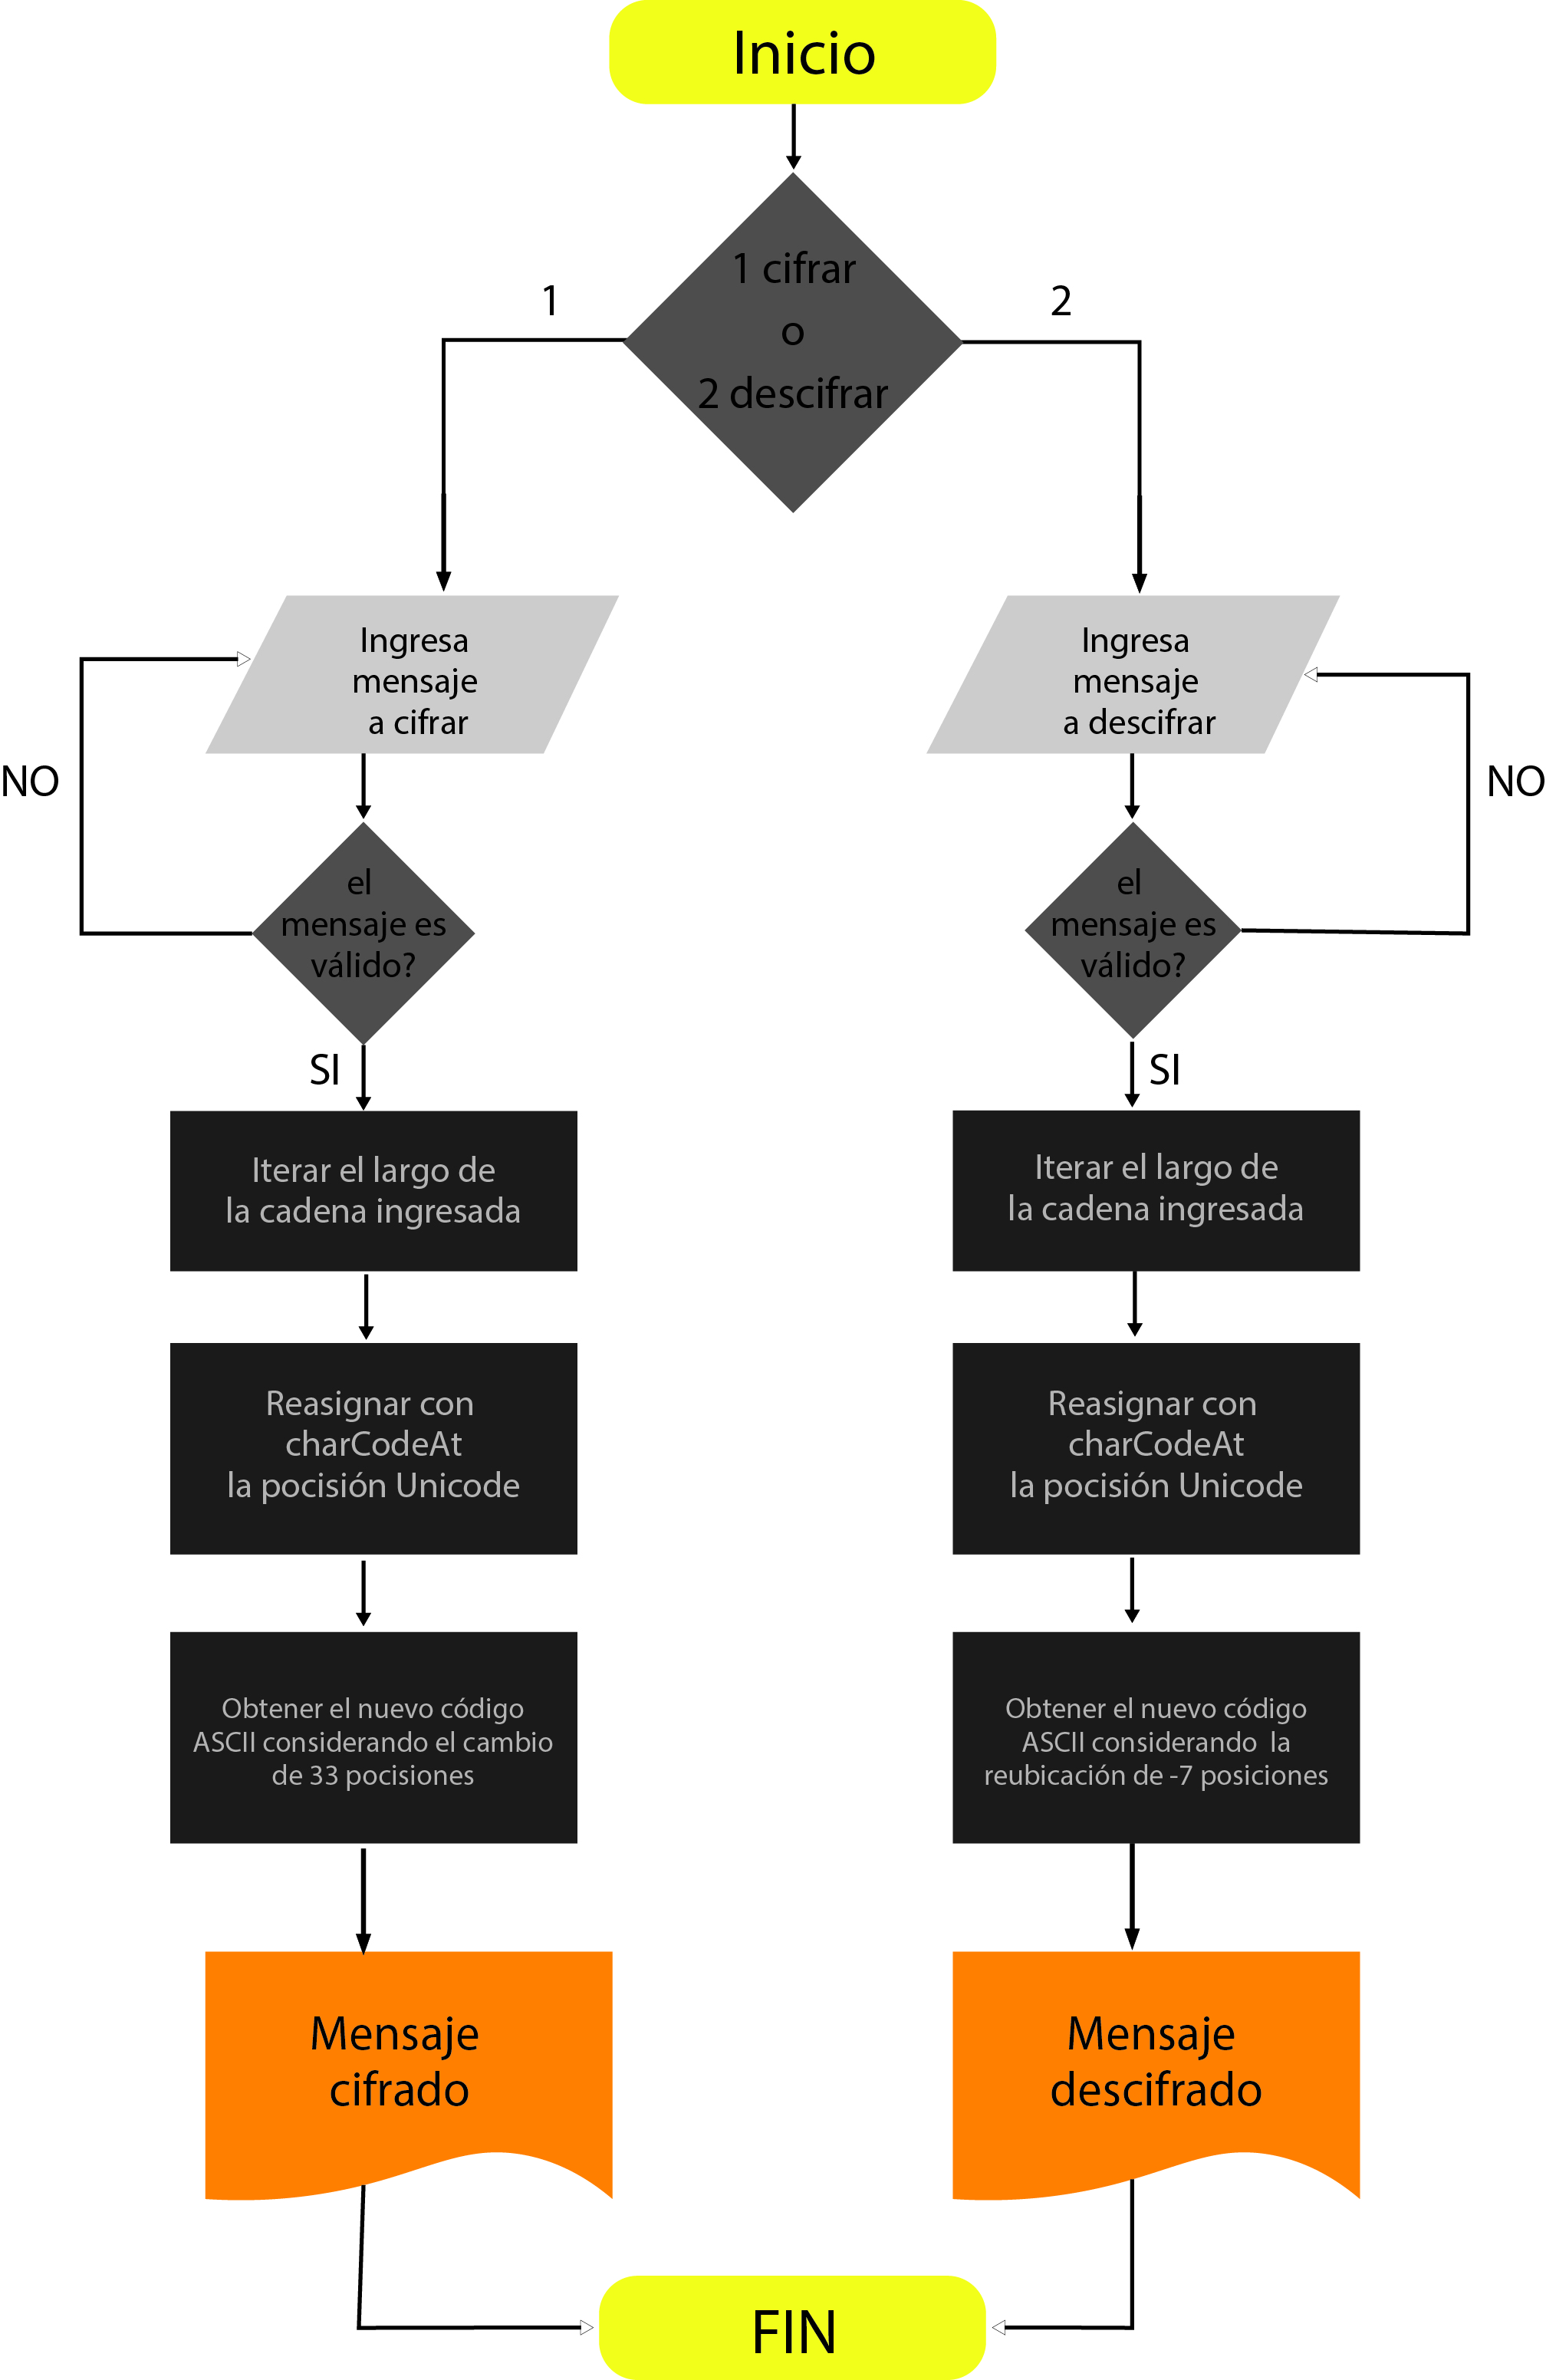 Inicio
1 cifrar
o
2 descifrar
1
2
Ingresa
mensaje
a cifrar
NO
el
mensaje es
válido?
SI
Iterar el largo de
la cadena ingresada
Reasignar con
charCodeAt
la pocisión Unicode
Obtener el nuevo código
ASCII considerando el cambio
de 33 pocisiones
Mensaje
cifrado
Ingresa
mensaje
a descifrar
NO
el
mensaje es
válido?
SI
Iterar el largo de
la cadena ingresada
Reasignar con
charCodeAt
la pocisión Unicode
Obtener el nuevo código
ASCII considerando  la
reubicación de -7 posiciones
Mensaje
descifrado
FIN